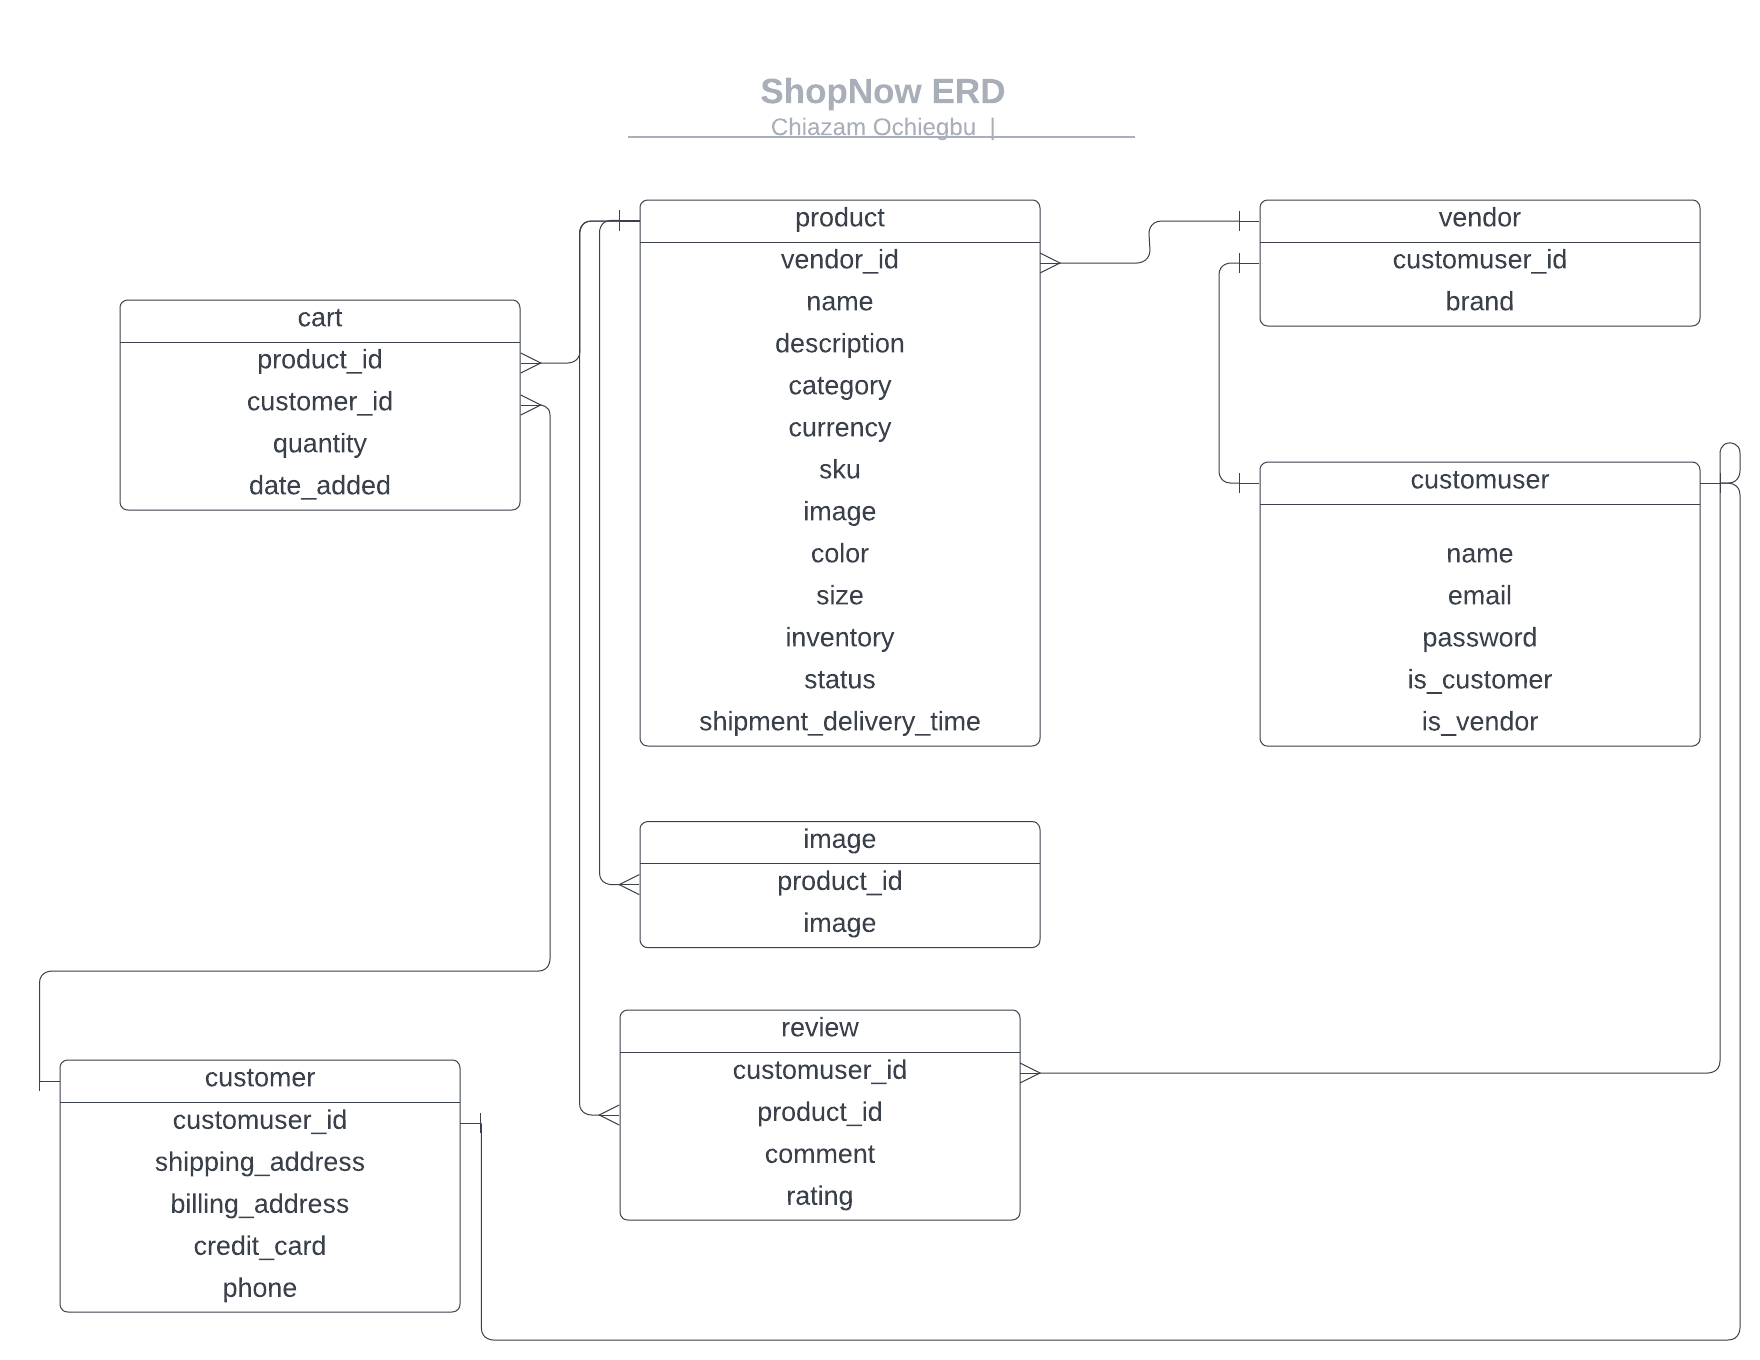 ShopNow ERD
Chiazam Ochiegbu |
product
vendor_id
name
description
category
currency
sku
image
color
size
inventory
status
shipment_delivery_time
vendor
customuser_id
brand
cart
product_id
customer_id
quantity
date_added
customuser
name
email
password
is_customer
is_vendor
image
product_id
image
review
customuser_id
product_id
comment
rating
customer
customuser_id
shipping_address
billing_address
credit_card
phone